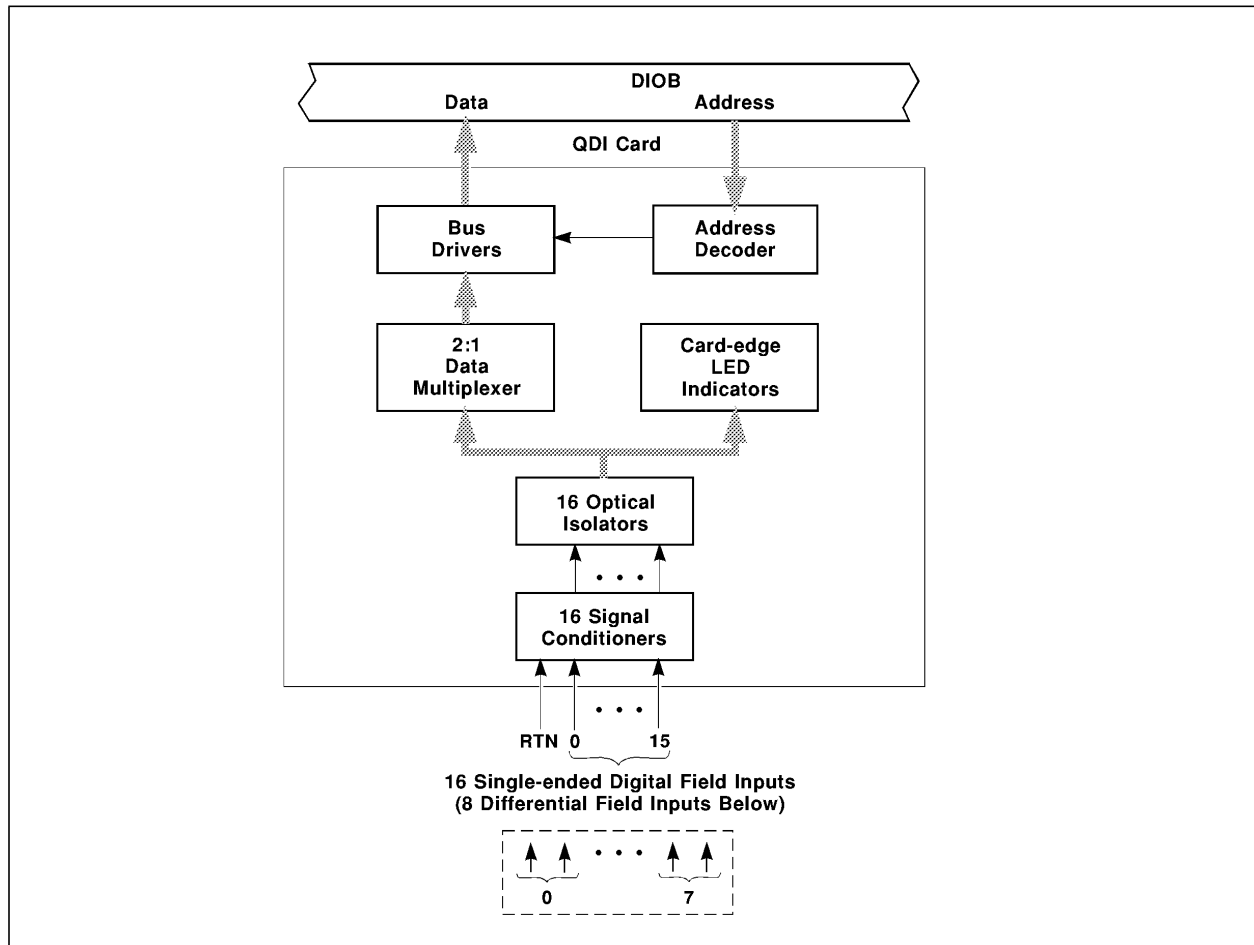 DIOB
Data Address
QDI Card
Bus
Drivers
Address
Decoder
2:1
Data
Multiplexer
Card-edge
LED
Indicators
16 Optical
Isolators
16 Signal
Conditioners
RTN 0 15
16 Single-ended Digital Field Inputs
(8 Differential Field Inputs Below)
0 7